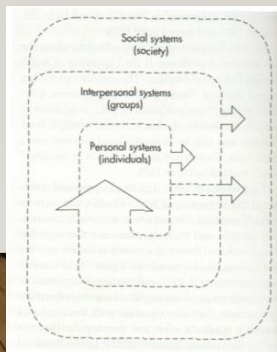 Social systems
(society)
Interpersonal systems
(groups)
Personal systems
(individuals)